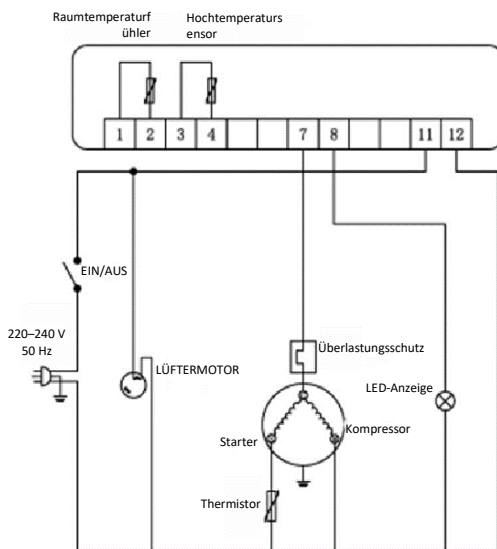 Raumtemperaturf
ühler
Hochtemperaturs
ensor
1 2 3 4 7 8 11 12
EIN/AUS
220–240 V
50 Hz
LÜFTERMOTOR
Überlastungsschutz
LED-Anzeige
Kompressor
Starter
Thermistor